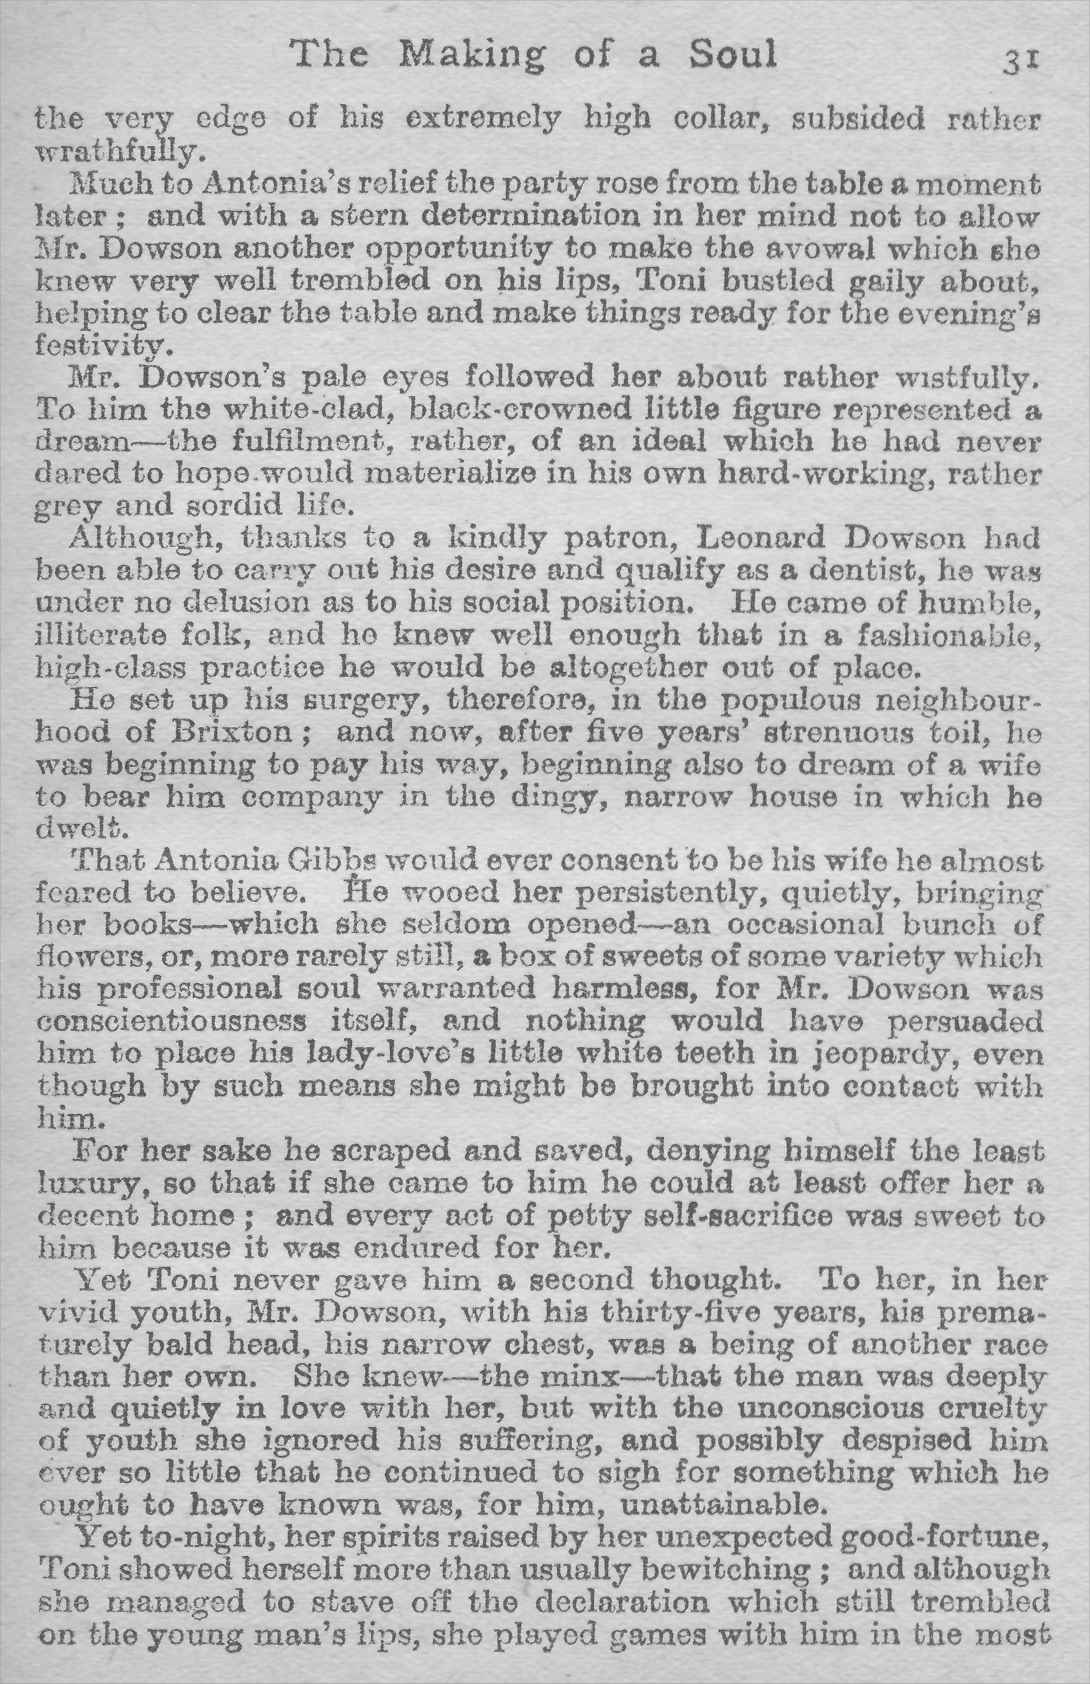 The Making of a Soul 31
the very edge of his extremely high collar, subsided rather
wrathfully.
Much to Antonia's relief the party rose from the table a moment
later ; and with a stern determination in her mind not to allow
Mr. Dowson another opportunity to make the avowal which she
knew very well trembled on his lips, Toni bustled gaily about,
helping to clear the table and make things ready for the evening's
festivity.
Mr. Dowson's pale eyes followed her about rather wistfully.
To him the white-clad, black-crowned little figure represented a
dream—the fulfilment, rather, of an ideal which he had never
dared to hope would materialize in his own hard-working, rather
grey and sordid life.
Although, thanks to a kindly patron, Leonard Dowson had
been able to carry out his desire and qualify as a dentist, he was
under no delusion as to his social position. He came of humble,
illiterate folk, and he knew well enough that in a fashionable,
high-class practice he would be altogether out of place.
He set up his surgery, therefore, in the populous neighbour-
hood of Brixton ; and now, after five years' strenuous toil, he
was beginning to pay his way, beginning also to dream of a wife
to bear him company in the dingy, narrow house in which he
dwelt.
That Antonia Gibbs would ever consent to be his wife he almost
feared to believe. He wooed her persistently, quietly, bringing
her books—which she seldom opened—an occasional bunch of
flowers, or, more rarely still, a box of sweets of some variety which
his professional soul warranted harmless, for Mr. Dowson was
conscientiousness itself, and nothing would have persuaded
him to place his lady-love's little white teeth in jeopardy, even
though by such means she might be brought into contact with
him.
For her sake he scraped and saved, denying himself the least
luxury, so that if she came to him he could at least offer her a
decent home ; and every act of petty self-sacrifice was sweet to
him because it was endured for her.
Yet Toni never gave him a second thought. To her, in her
vivid youth, Mr. Dowson, with his thirty-five years, his prema-
turely bald head, his narrow chest, was a being of another race
than her own. She knew—the minx—that the man was deeply
and quietly in love with her, but with the unconscious cruelty
of youth she ignored his suffering, and possibly despised him
ever so little that he continued to sigh for something which he
ought to have known was, for him, unattainable.
Yet to-night, her spirits raised by her unexpected good-fortune,
Toni showed herself more than usually bewitching ; and although
she managed to stave off the declaration which still trembled
on the young man's lips, she played games with him in the most